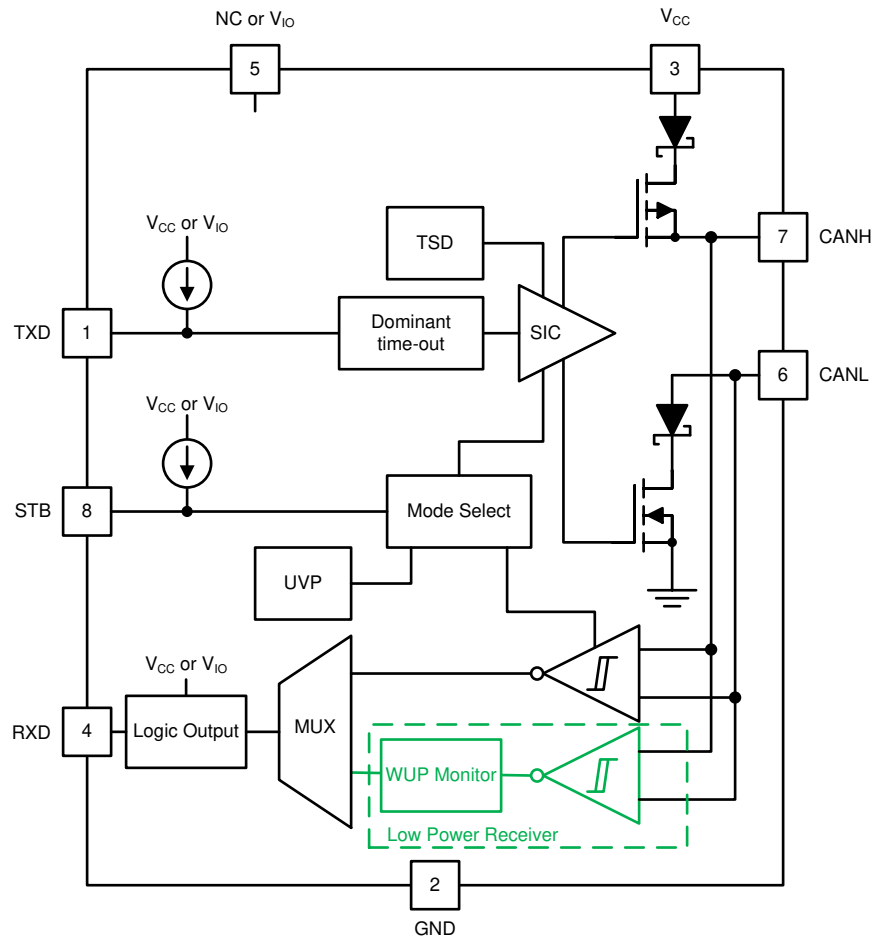 NC or VIO
VCC
5
3
VCC or VIO
TSD
7
CANH
TXD
1
Dominant
time-out
SIC
6
CANL
VCC or VIO
STB
8
Mode Select
UVP
VCC or VIO
RXD
4
Logic Output
MUX
WUP Monitor
Low Power Receiver
2
GND